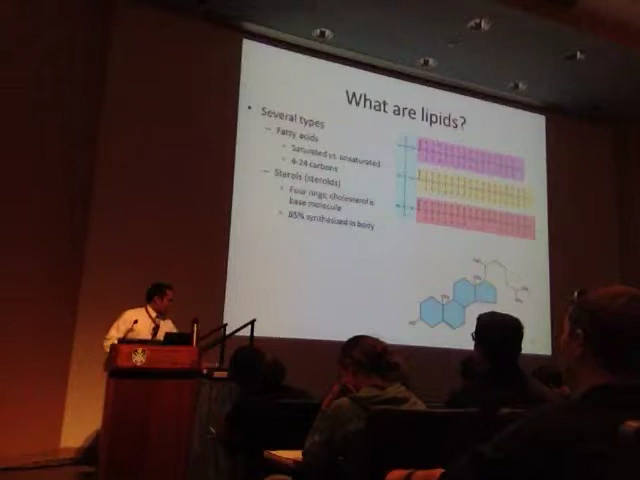 What are lipids?
• Several types
– Fatty acids
• Saturated vs. unsaturated
• 4-24 carbons
– Sterols (steroids)
• Four rings; cholesterol is
base molecule
• 85% synthesized in body